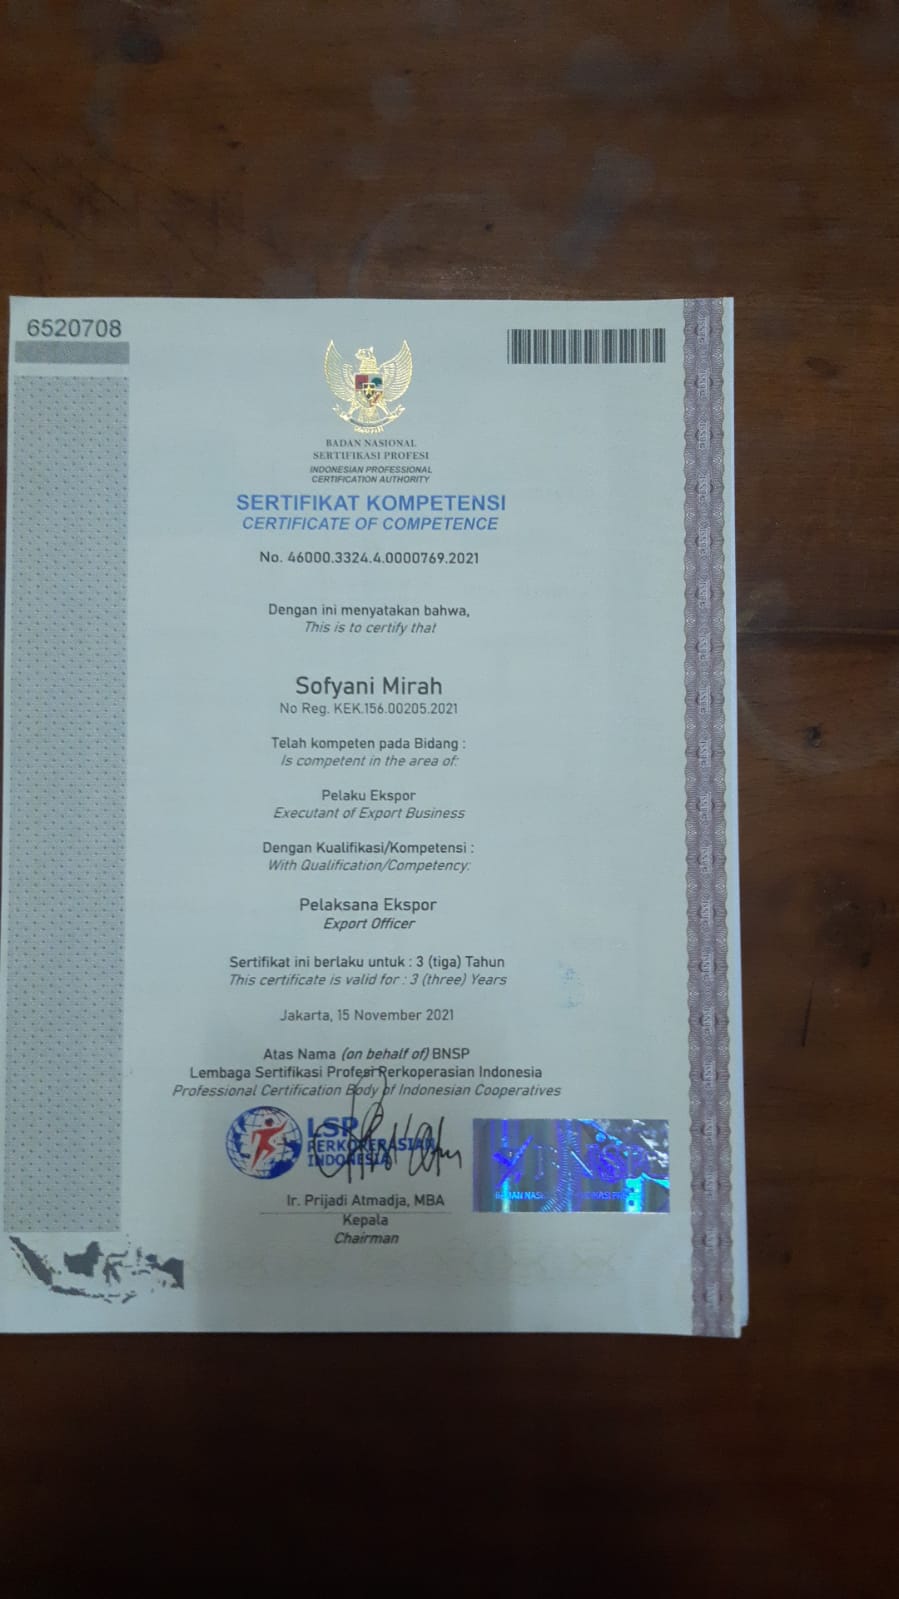 6520708
BADAN NASIONAL
SERTIFIKASI PROFESI
INDONESIAN PROFESSIONAL
CERTIFICATION AUTHORITY
SERTIFIKAT KOMPETENSI
CERTIFICATE OF COMPETENCE
No. 46000.3324.4.0000769.2021
Dengan ini menyatakan bahwa,
This is to certify that
Sofyani Mirah
No Reg. KEK.156.00205.2021
Telah kompeten pada Bidang :
Is competent in the area of:
Pelaku Ekspor
Executant of Export Business
Dengan Kualifikasi/Kompetensi :
With Qualification/Competency:
Pelaksana Ekspor
Export Officer
Sertifikat ini berlaku untuk : 3 (tiga) Tahun
This certificate is valid for : 3 (three) Years
Jakarta, 15 November 2021
Atas Nama (on behalf of) BNSP
Lembaga Sertifikasi Profesi Perkoperasian Indonesia
Professional Certification Body of Indonesian Cooperatives
LSP
PERKOPERASIAN
INDONESIA
Ir. Prijadi Atmadja, MBA
Kepala
Chairman